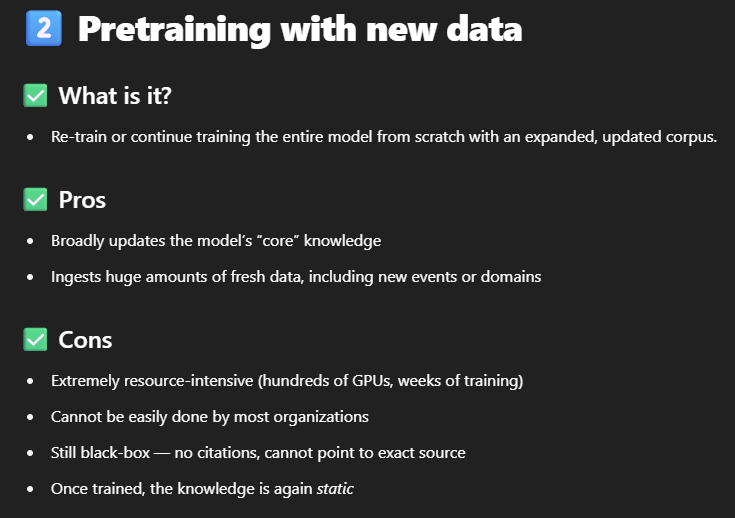 2 Pretraining with new data
What is it?
• Re-train or continue training the entire model from scratch with an expanded, updated corpus.
Pros
• Broadly updates the model’s “core” knowledge
• Ingests huge amounts of fresh data, including new events or domains
Cons
• Extremely resource-intensive (hundreds of GPUs, weeks of training)
• Cannot be easily done by most organizations
• Still black-box — no citations, cannot point to exact source
• Once trained, the knowledge is again static